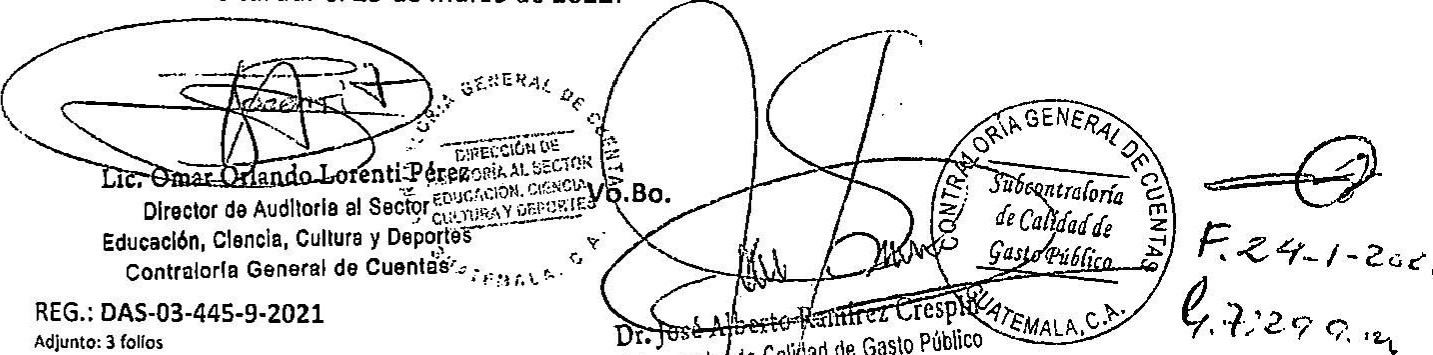 Lic. Omar Orlando Lorenti Pérez
Director de Auditoría al Sector
Educación, Ciencia, Cultura y Deportes
Contraloría General de Cuentas
REG.: DAS-03-445-9-2021
Adjunto: 3 folios
GENERAL DE CUENTAS
DIRECCIÓN DE
AUDITORÍA AL SECTOR
EDUCACIÓN, CIENCIA,
CULTURA Y DEPORTES
GUATEMALA, C.A.
Vo.Bo.
Dr. José Alberto Ramírez Crespín
de Calidad de Gasto Público
CONTRALORÍA GENERAL DE CUENTAS
Subcontraloría
de Calidad de
Gasto Público
GUATEMALA, C.A.
F. 24-1-202